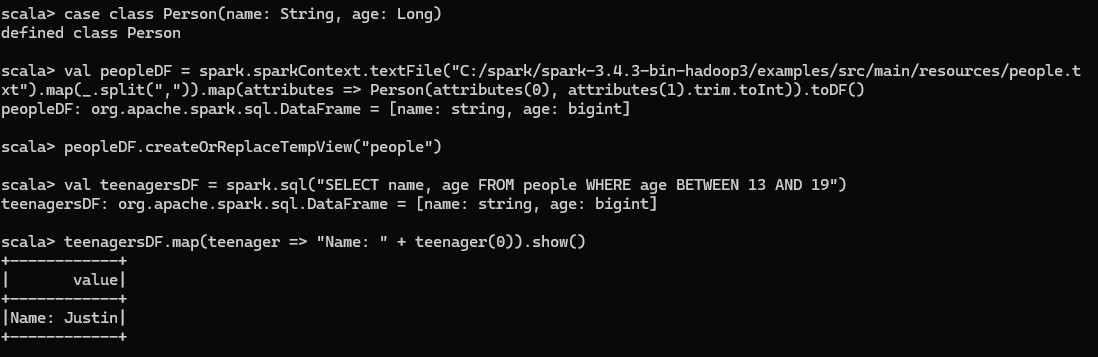 scala> case class Person(name: String, age: Long)
defined class Person
scala> val peopleDF = spark.sparkContext.textFile("C:/spark/spark-3.4.3-bin-hadoop3/examples/src/main/resources/people.t
xt").map(_.split(",")).map(attributes => Person(attributes(0), attributes(1).trim.toInt)).toDF()
peopleDF: org.apache.spark.sql.DataFrame = [name: string, age: bigint]
scala> peopleDF.createOrReplaceTempView("people")
scala> val teenagersDF = spark.sql("SELECT name, age FROM people WHERE age BETWEEN 13 AND 19")
teenagersDF: org.apache.spark.sql.DataFrame = [name: string, age: bigint]
scala> teenagersDF.map(teenager => "Name: " + teenager(0)).show()
+------------+
|       value|
+------------+
|Name: Justin|
+------------+